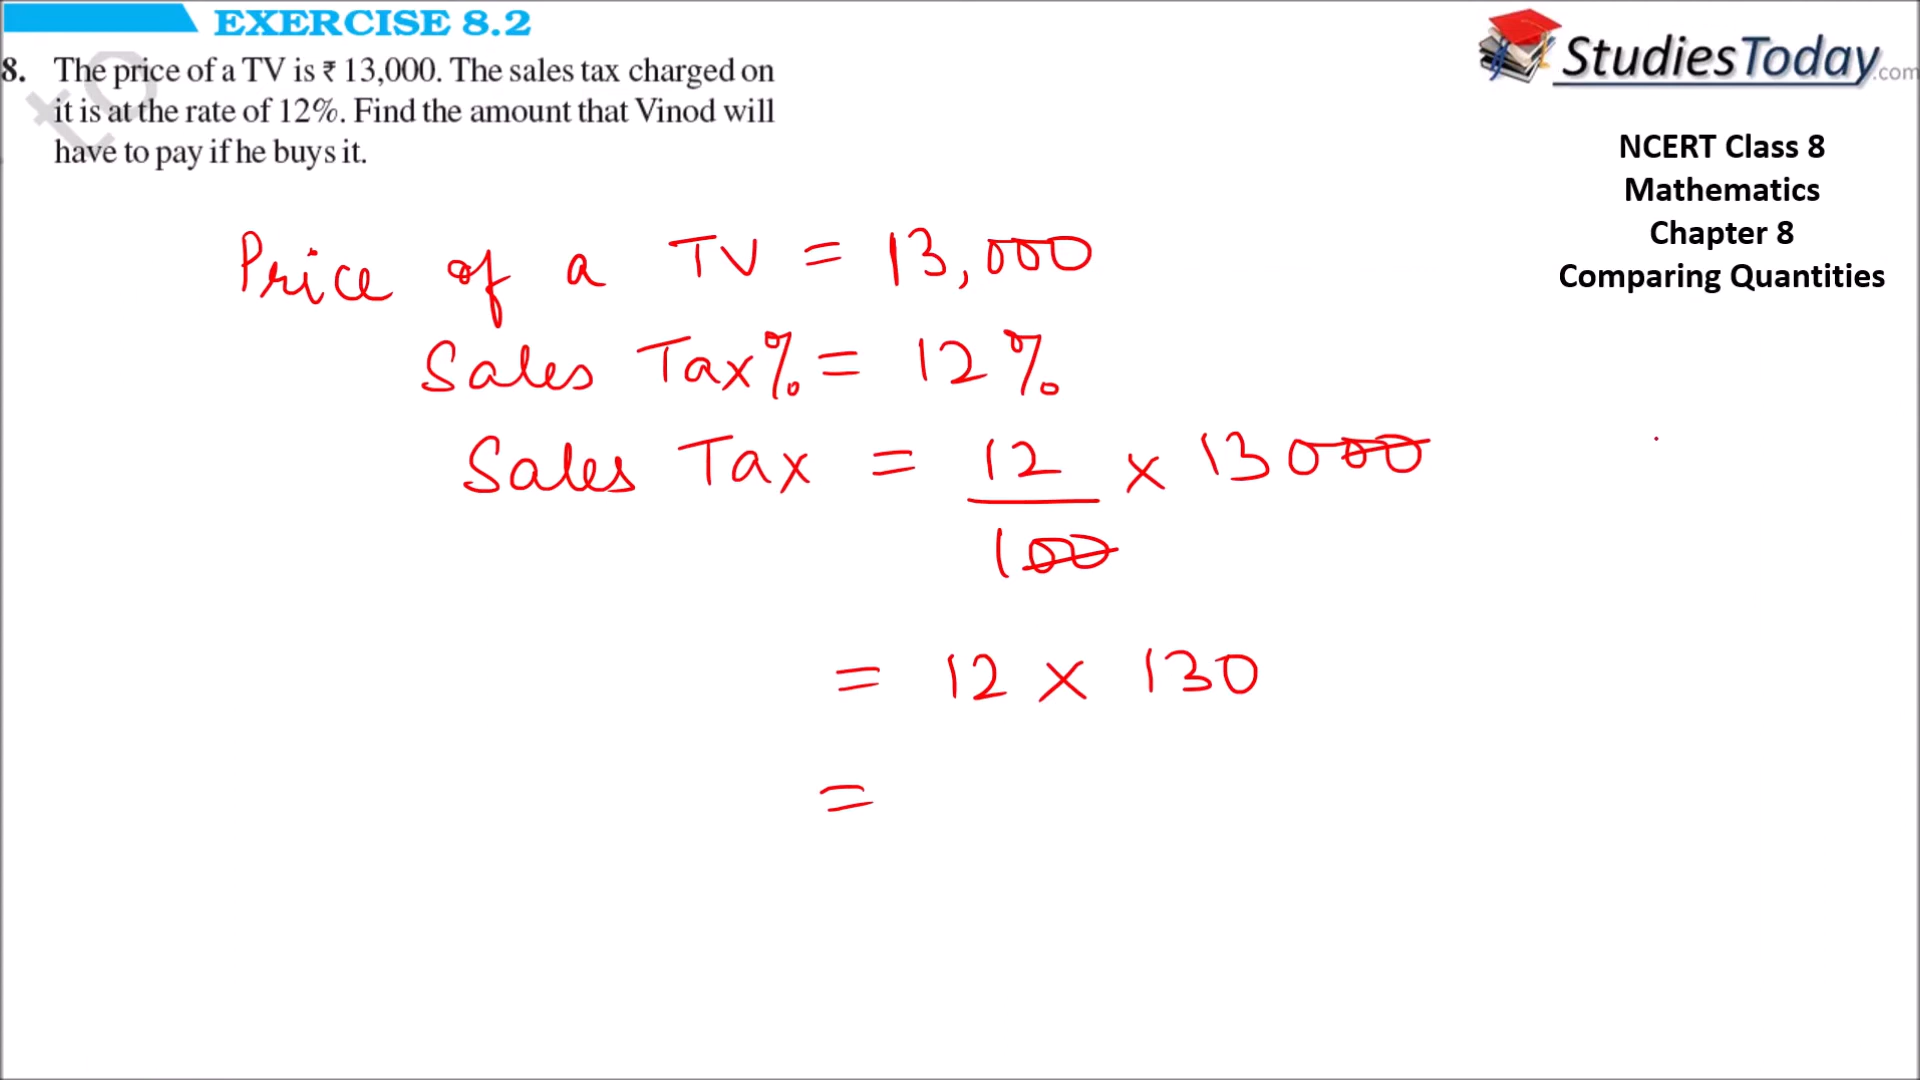 EXERCISE 8.2
8. The price of a TV is ₹ 13,000. The sales tax charged on
it is at the rate of 12%. Find the amount that Vinod will
have to pay if he buys it.
to
StudiesToday.com
NCERT Class 8
Mathematics
Chapter 8
Comparing Quantities
Price of a TV = 13,000
Sales Tax% = 12%
Sales Tax = 12/100 × 13000
= 12 × 130
=